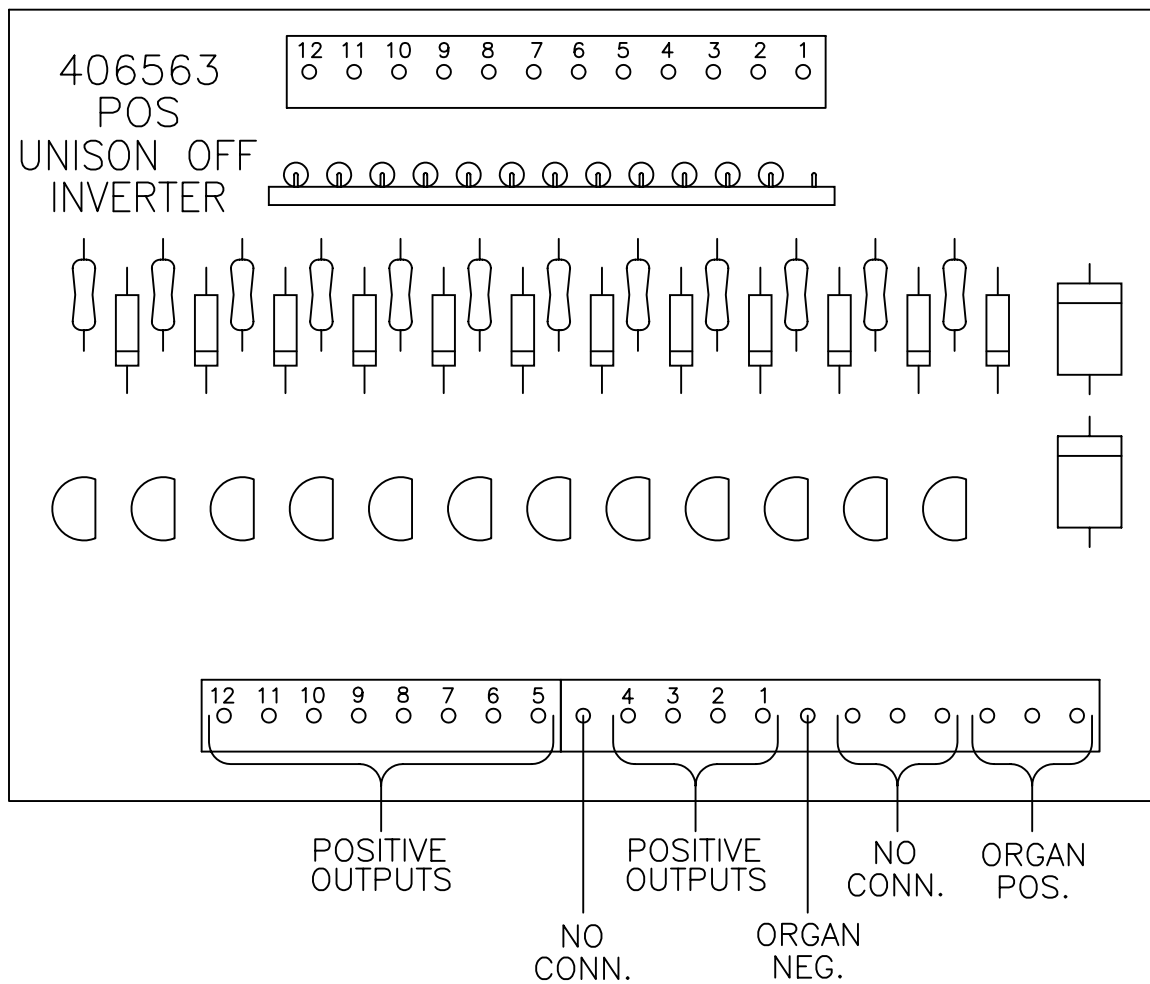 12 11 10 9 8 7 6 5 4 3 2 1
406563
POS
UNISON OFF
INVERTER
12 11 10 9 8 7 6 5 4 3 2 1
POSITIVE
OUTPUTS
NO
CONN.
POSITIVE
OUTPUTS
ORGAN
NEG.
NO
CONN.
ORGAN
POS.